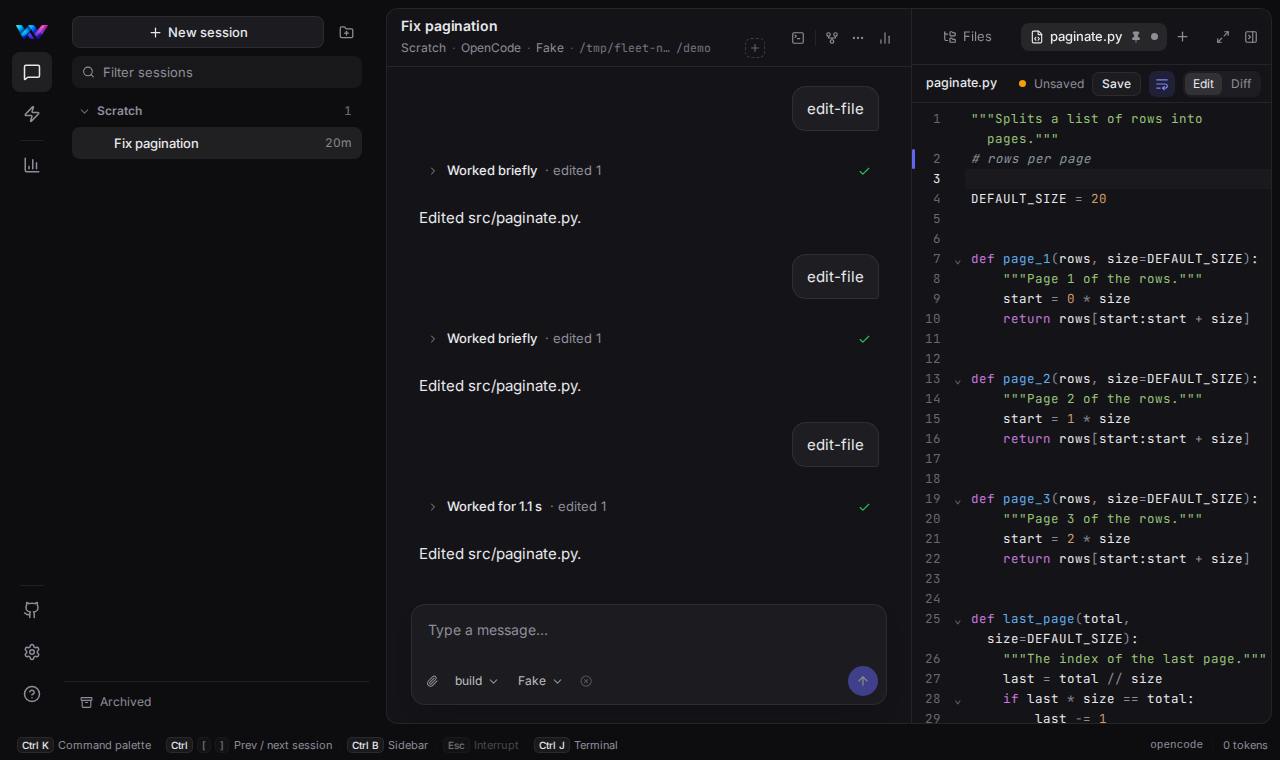 New session
Filter sessions
Scratch 1
Fix pagination 20m
Archived
Fix pagination
Scratch · OpenCode · Fake · /tmp/fleet-n… /demo
edit-file
Worked briefly · edited 1
Edited src/paginate.py.
edit-file
Worked briefly · edited 1
Edited src/paginate.py.
edit-file
Worked for 1.1 s · edited 1
Edited src/paginate.py.
Type a message...
build Fake
Files paginate.py
paginate.py Unsaved Save Edit Diff
1 """Splits a list of rows into
pages."""
2 # rows per page
3
4 DEFAULT_SIZE = 20
5
6
7 def page_1(rows, size=DEFAULT_SIZE):
8 """Page 1 of the rows."""
9 start = 0 * size
10 return rows[start:start + size]
11
12
13 def page_2(rows, size=DEFAULT_SIZE):
14 """Page 2 of the rows."""
15 start = 1 * size
16 return rows[start:start + size]
17
18
19 def page_3(rows, size=DEFAULT_SIZE):
20 """Page 3 of the rows."""
21 start = 2 * size
22 return rows[start:start + size]
23
24
25 def last_page(total,
size=DEFAULT_SIZE):
26 """The index of the last page."""
27 last = total // size
28 if last * size == total:
29 last -= 1
Ctrl K Command palette Ctrl [ ] Prev / next session Ctrl B Sidebar Esc Interrupt Ctrl J Terminal opencode 0 tokens